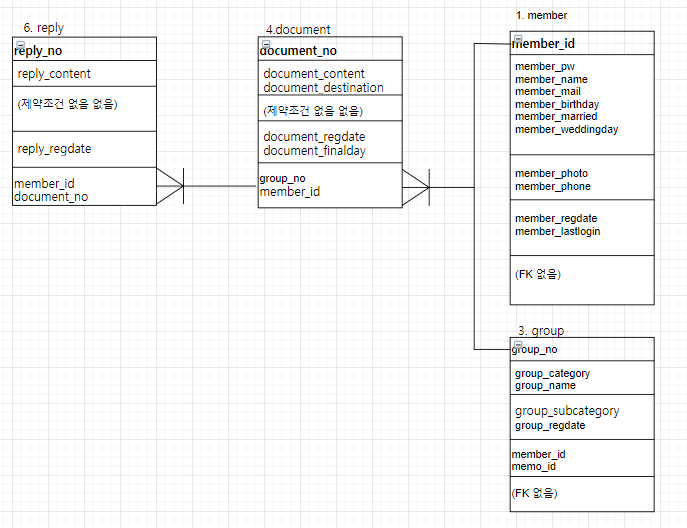 6. reply
reply_no
reply_content
(제약조건 없음 없음)
reply_regdate
member_id
document_no
4.document
document_no
document_content
document_destination
(제약조건 없음 없음)
document_regdate
document_finalday
group_no
member_id
1. member
member_id
member_pw
member_name
member_mail
member_birthday
member_married
member_weddingday
member_photo
member_phone
member_regdate
member_lastlogin
(FK 없음)
3. group
group_no
group_category
group_name
group_subcategory
group_regdate
member_id
memo_id
(FK 없음)